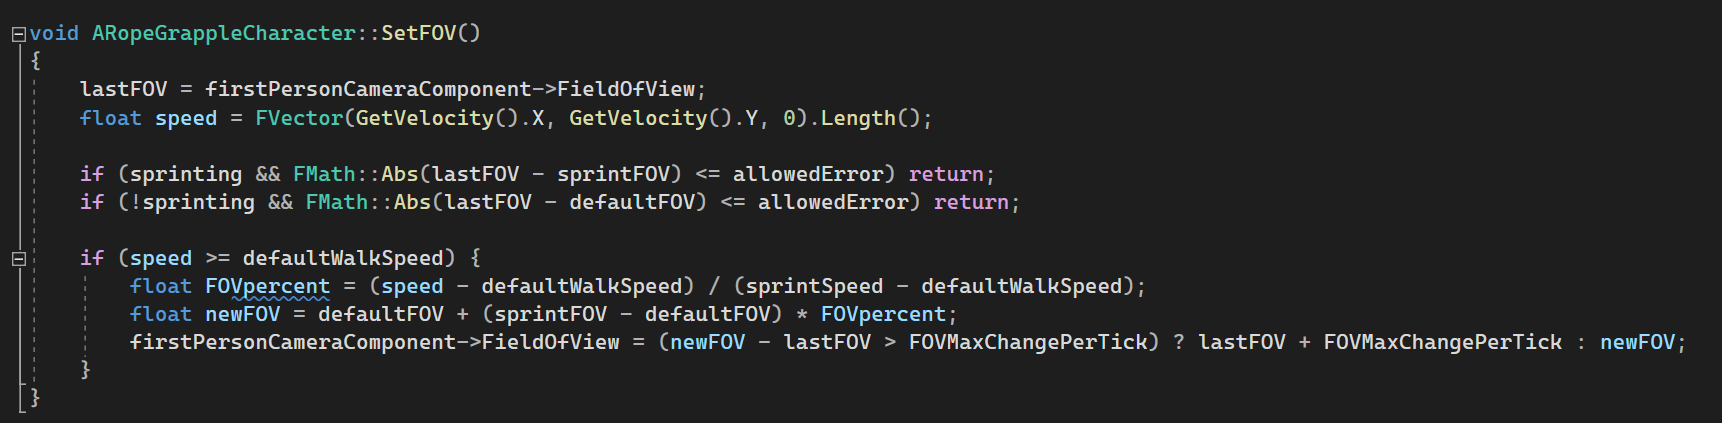 void ARopeGrappleCharacter::SetFOV()
{
    lastFOV = firstPersonCameraComponent->FieldOfView;
    float speed = FVector(GetVelocity().X, GetVelocity().Y, 0).Length();

    if (sprinting && FMath::Abs(lastFOV - sprintFOV) <= allowedError) return;
    if (!sprinting && FMath::Abs(lastFOV - defaultFOV) <= allowedError) return;

    if (speed >= defaultWalkSpeed) {
        float FOVpercent = (speed - defaultWalkSpeed) / (sprintSpeed - defaultWalkSpeed);
        float newFOV = defaultFOV + (sprintFOV - defaultFOV) * FOVpercent;
        firstPersonCameraComponent->FieldOfView = (newFOV - lastFOV > FOVMaxChangePerTick) ? lastFOV + FOVMaxChangePerTick : newFOV;
    }
}